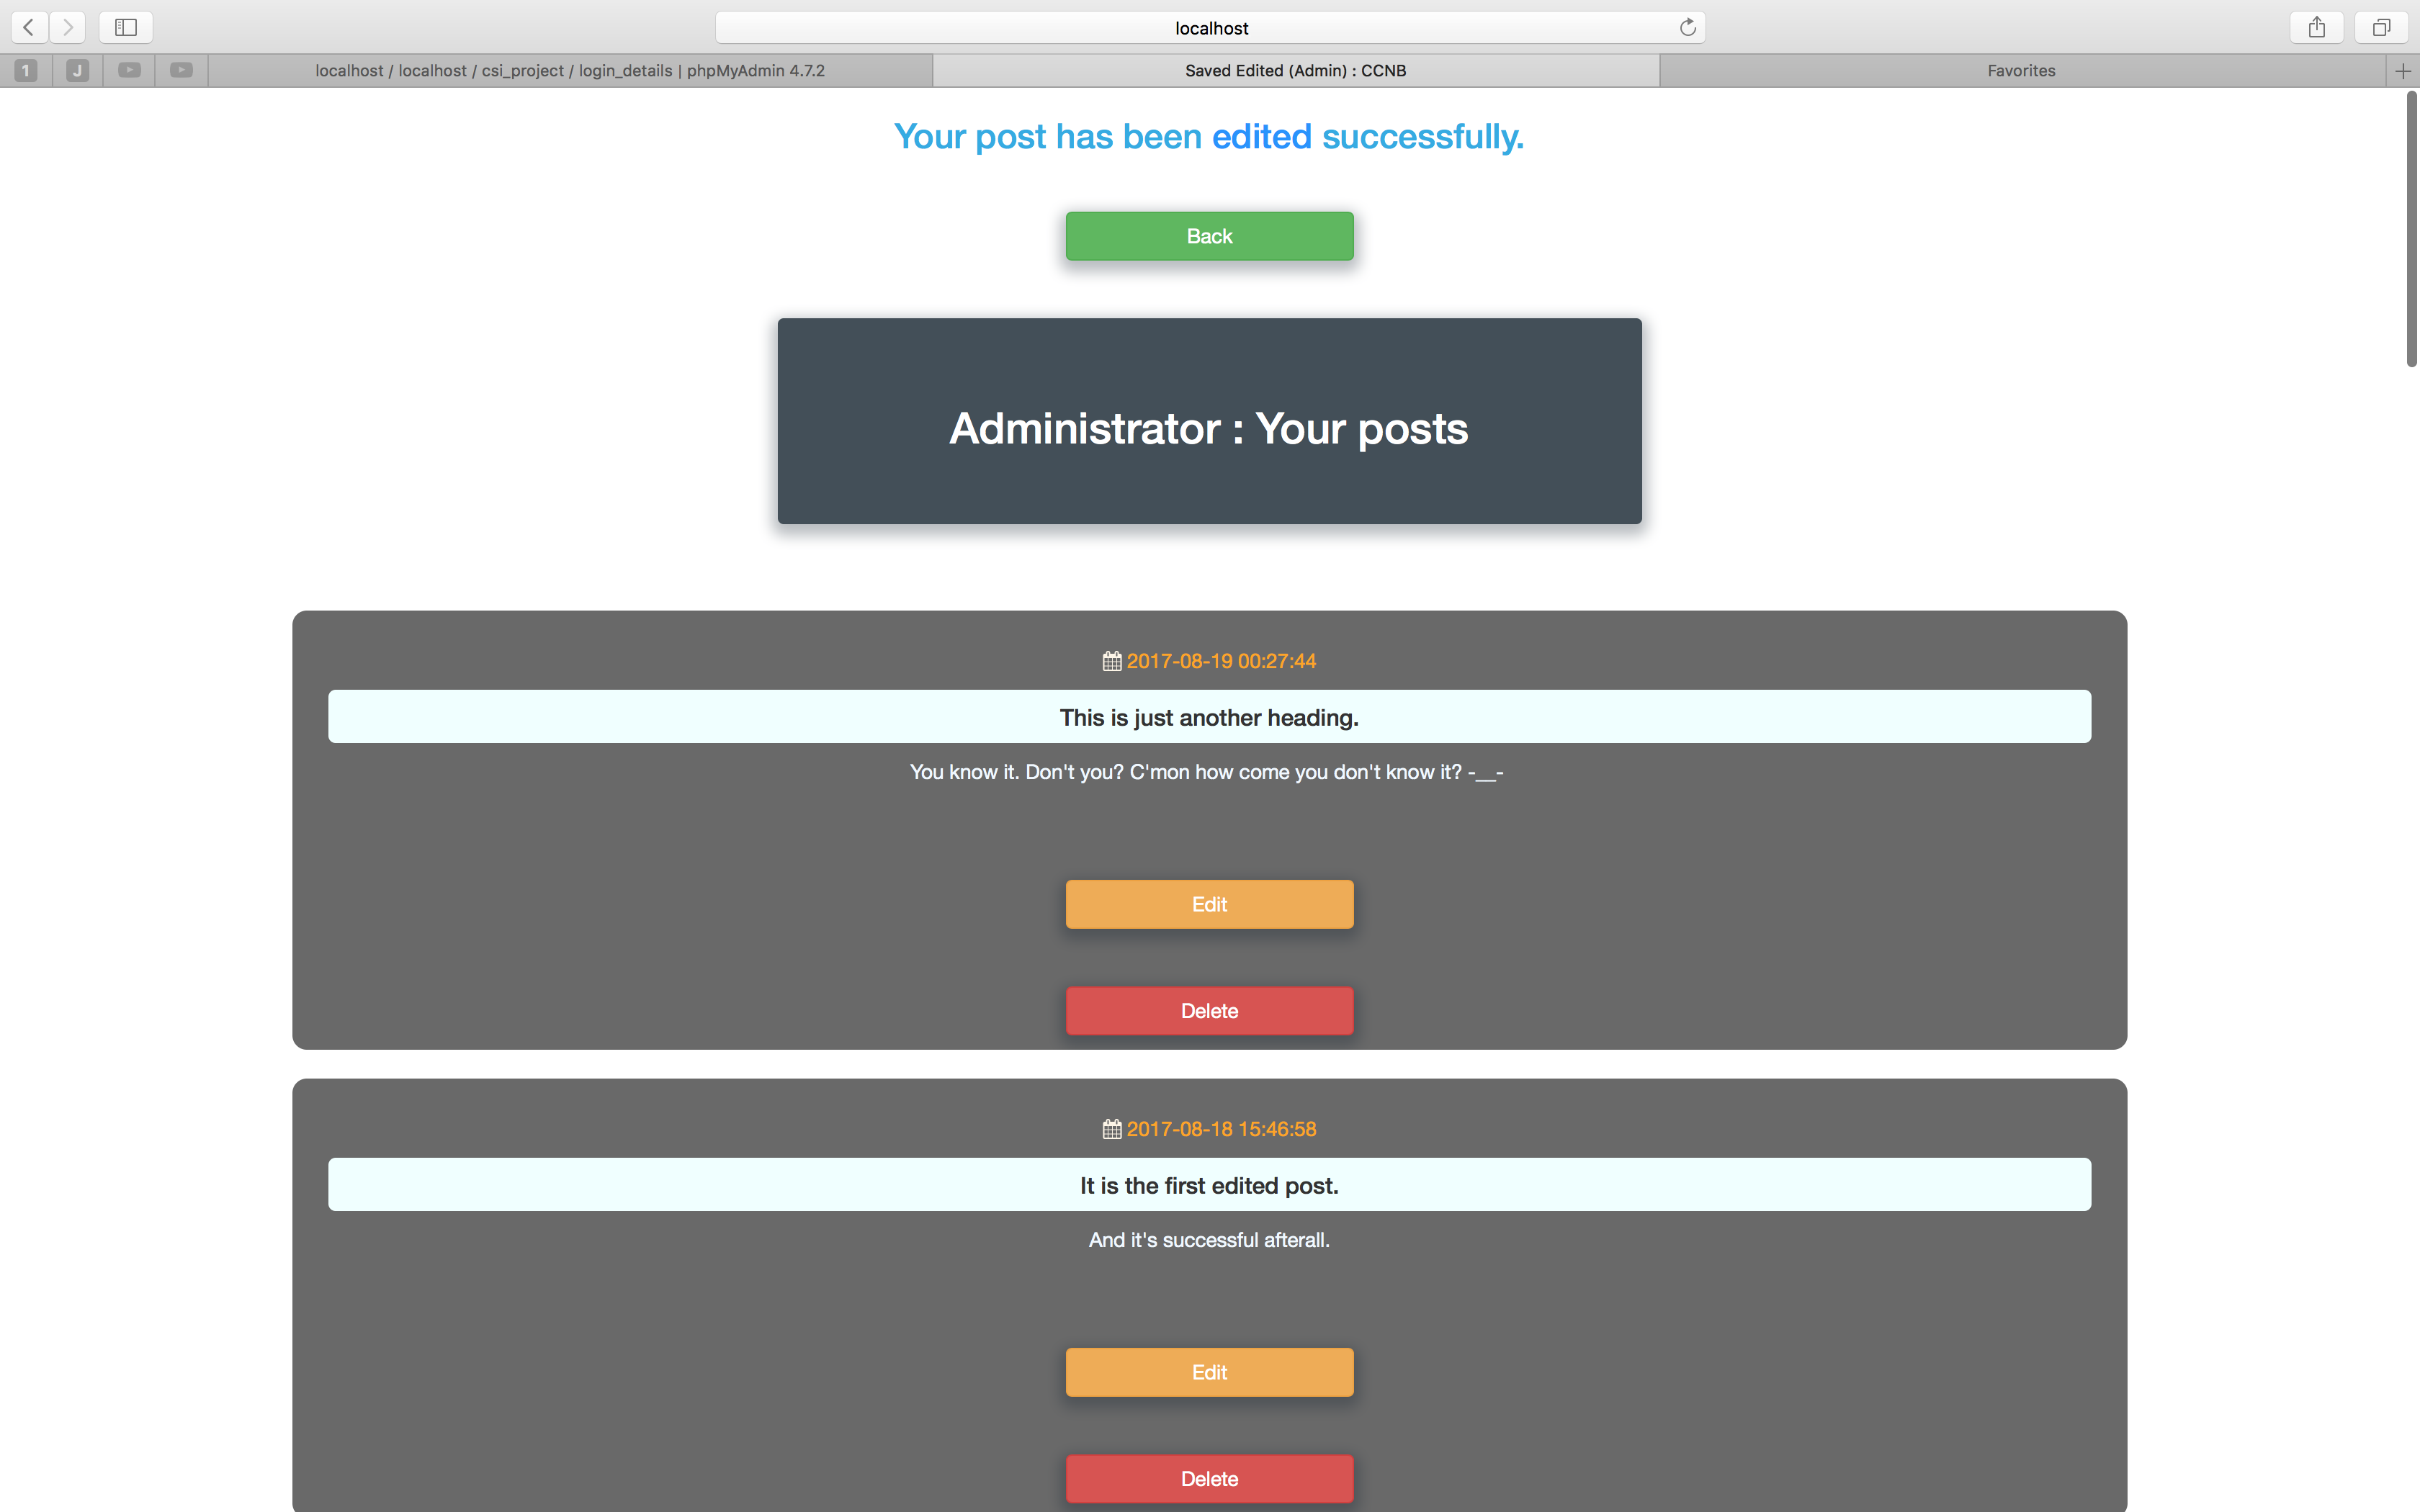 localhost
1
J
localhost / localhost / csi_project / login_details | phpMyAdmin 4.7.2
Saved Edited (Admin) : CCNB
Favorites
Your post has been edited successfully.
Back
Administrator : Your posts
2017-08-19 00:27:44
This is just another heading.
You know it. Don't you? C'mon how come you don't know it? -__-
Edit
Delete
2017-08-18 15:46:58
It is the first edited post.
And it's successful afterall.
Edit
Delete